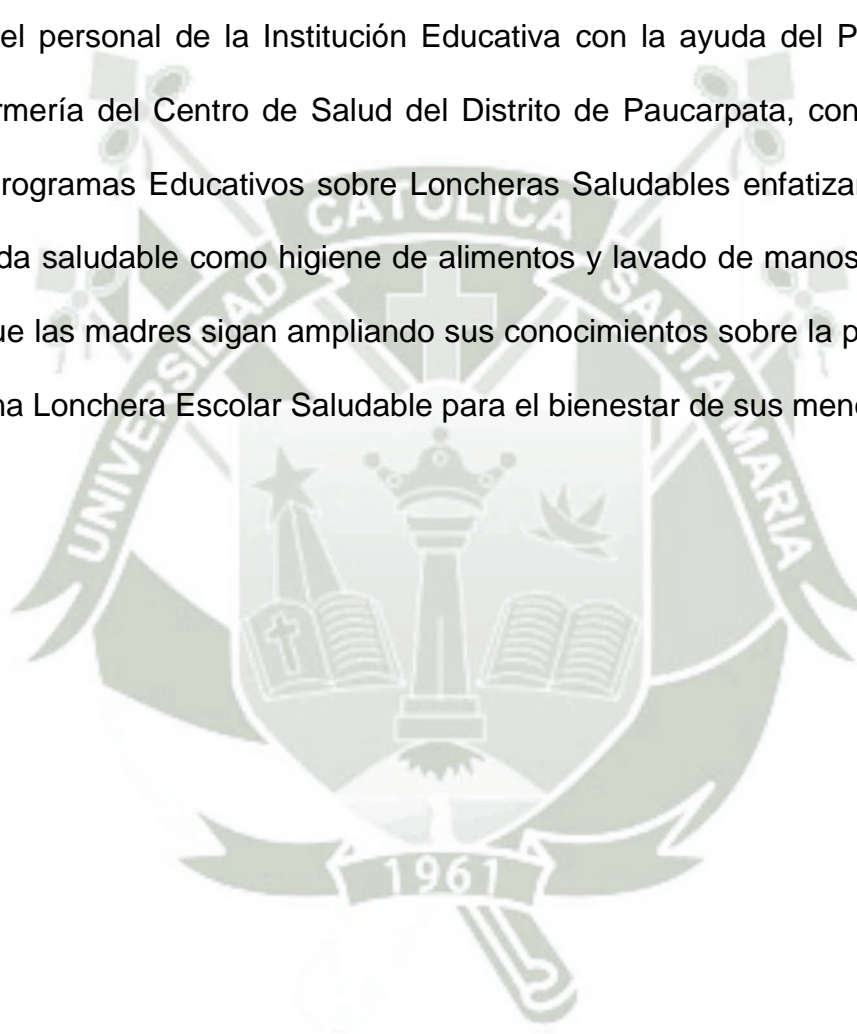 el personal de la Institución Educativa con la ayuda del P
rmería del Centro de Salud del Distrito de Paucarpata, con
rogramas Educativos sobre Loncheras Saludables enfatizar
da saludable como higiene de alimentos y lavado de manos
ue las madres sigan ampliando sus conocimientos sobre la p
na Lonchera Escolar Saludable para el bienestar de sus meno
UNIVERSIDAD CATOLICA SANTA MARIA
1961